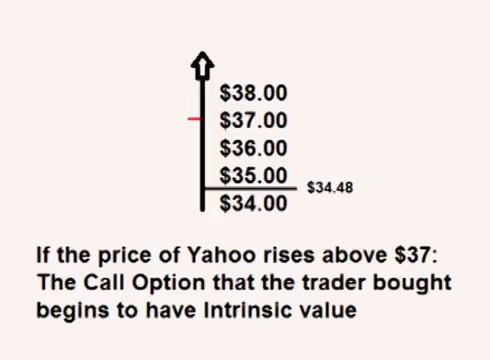 $38.00
$37.00
$36.00
$35.00
$34.48
$34.00
If the price of Yahoo rises above $37:
The Call Option that the trader bought
begins to have Intrinsic value